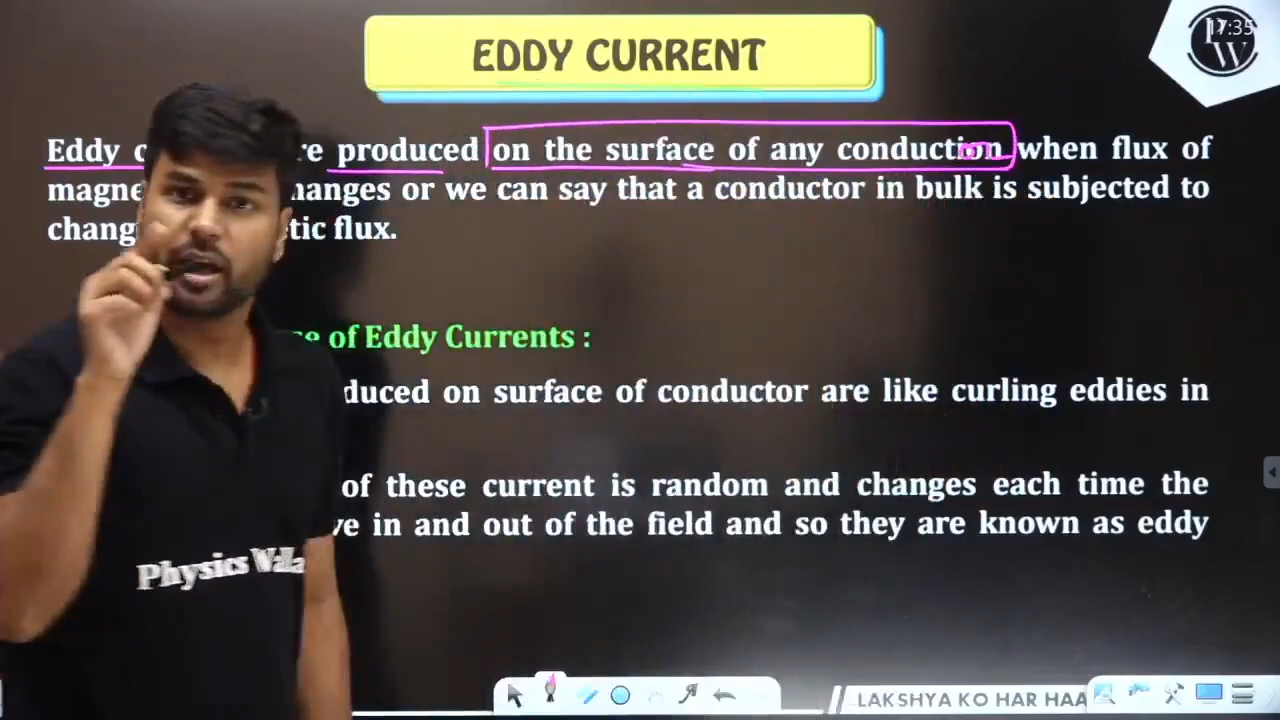 EDDY CURRENT
17:35
PW
Eddy c re produced on the surface of any conduction when flux of
magne hanges or we can say that a conductor in bulk is subjected to
chang tic flux.
se of Eddy Currents :
duced on surface of conductor are like curling eddies in
of these current is random and changes each time the
ve in and out of the field and so they are known as eddy
Physics Walla
LAKSHYA KO HAR HAA